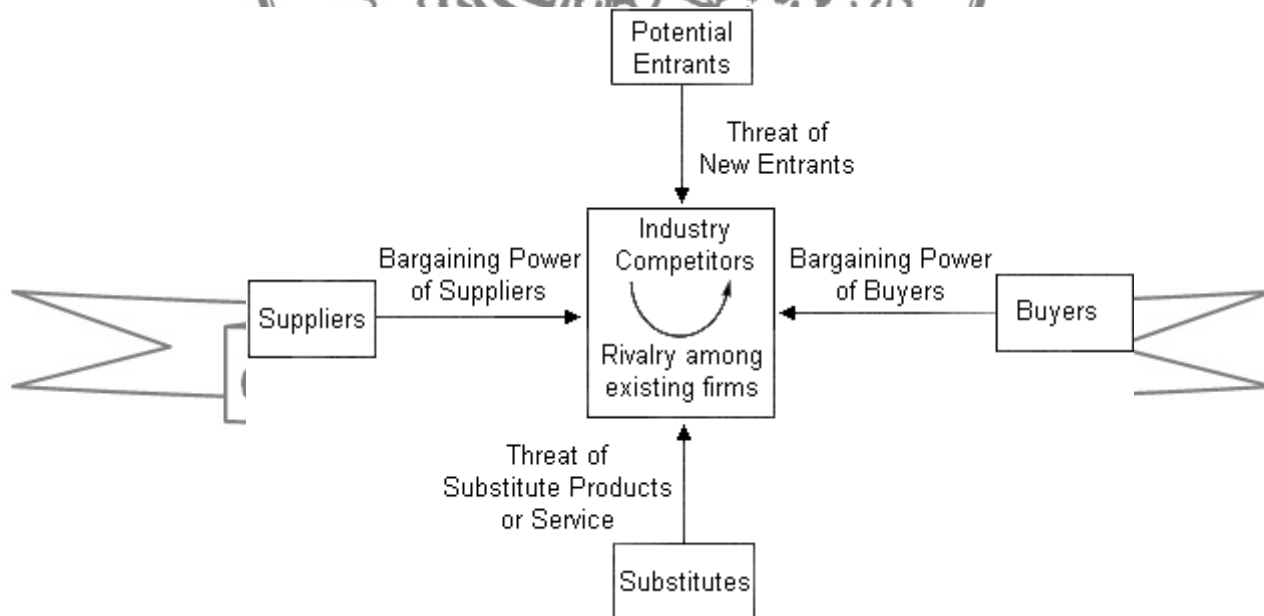 Potential
Entrants
Threat of
New Entrants
Industry
Competitors
Rivalry among
existing firms
Bargaining Power
of Suppliers
Suppliers
Bargaining Power
of Buyers
Buyers
Threat of
Substitute Products
or Service
Substitutes